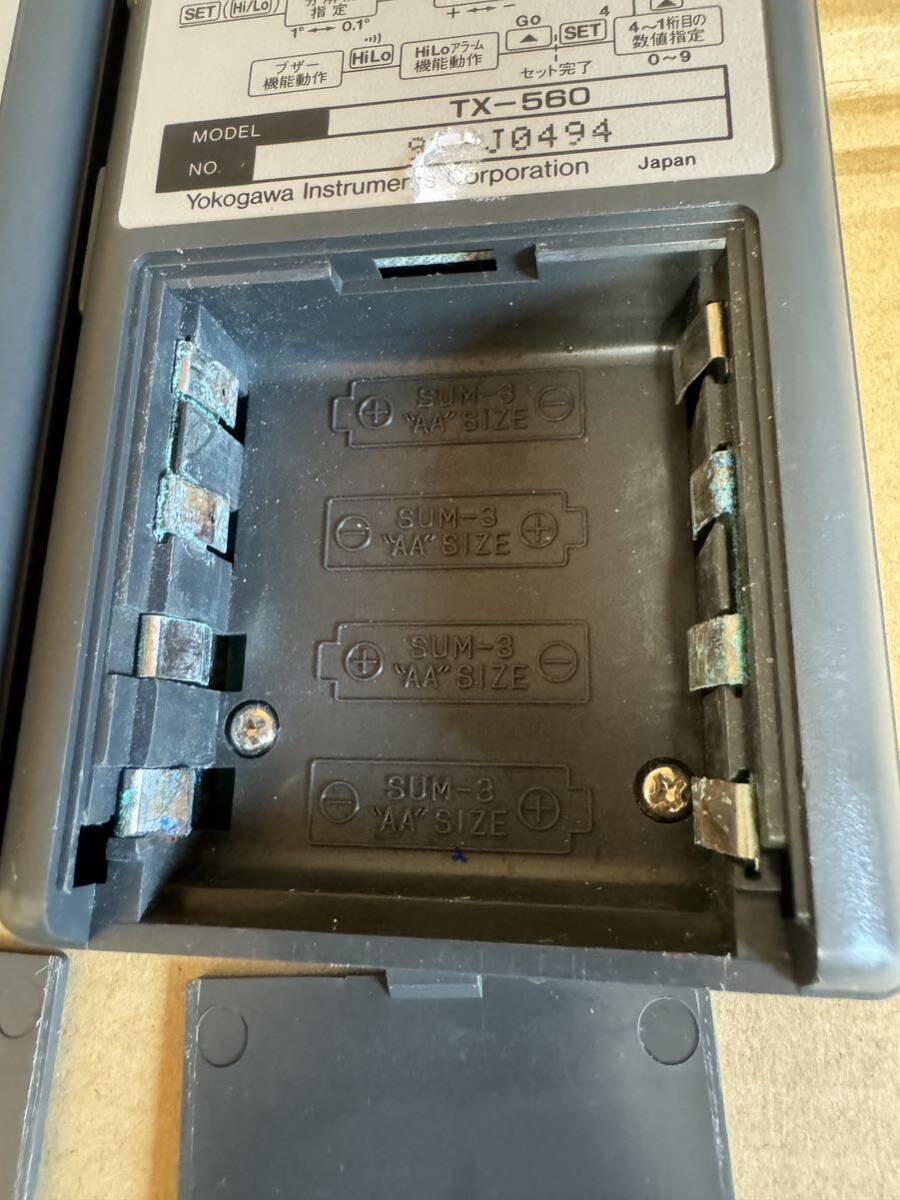 SET (Hi/Lo)
指定
1° ↔ 0.1°
+ ↔ -
ブザー
機能動作
HiLo
HiLoアラーム
機能動作
GO
▲
セット完了
4
SET
4〜1桁目の
数値指定
0〜9
MODEL TX-560
NO. J0494
Yokogawa Instruments Corporation Japan
+ SUM-3 -
"AA" SIZE
- SUM-3 +
"AA" SIZE
+ SUM-3 -
"AA" SIZE
- SUM-3 +
"AA" SIZE